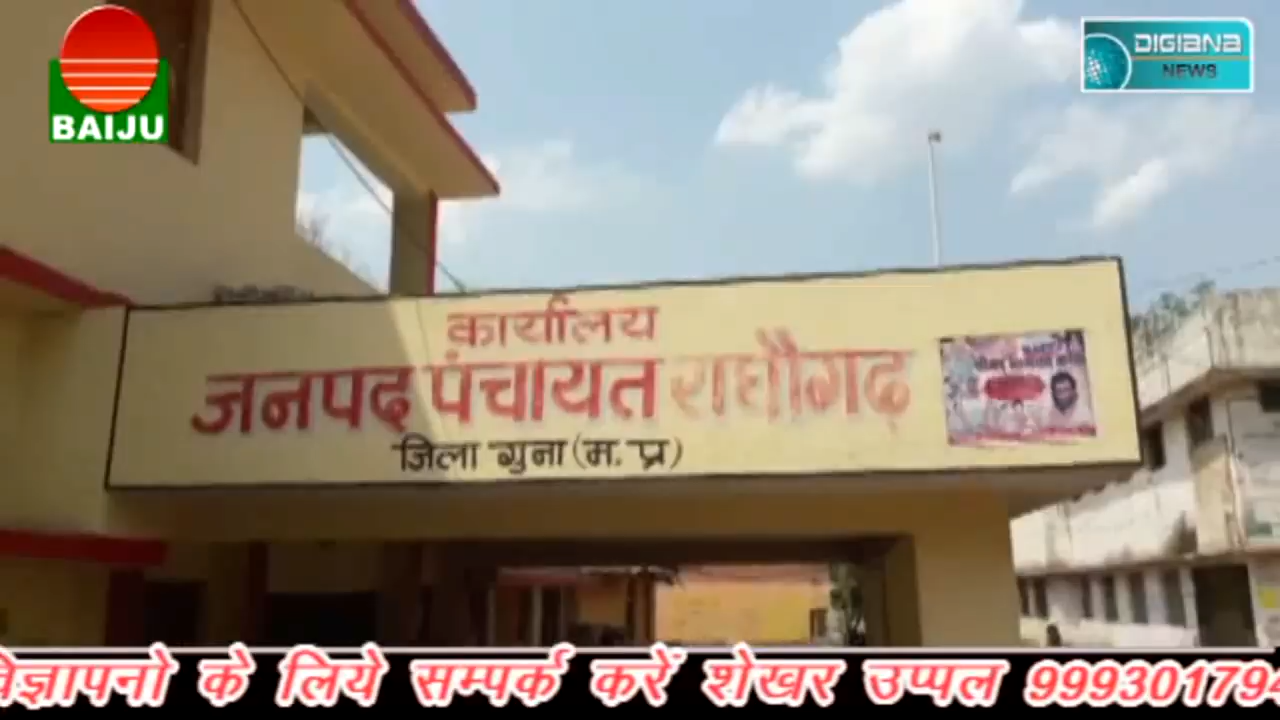 BAIJU
DIGIANA
NEWS
कार्यालय
जनपद पंचायत राघौगढ़
जिला गुना (म. प्र)
विज्ञापनो के लिये सम्पर्क करें शेखर उप्पल 999301794